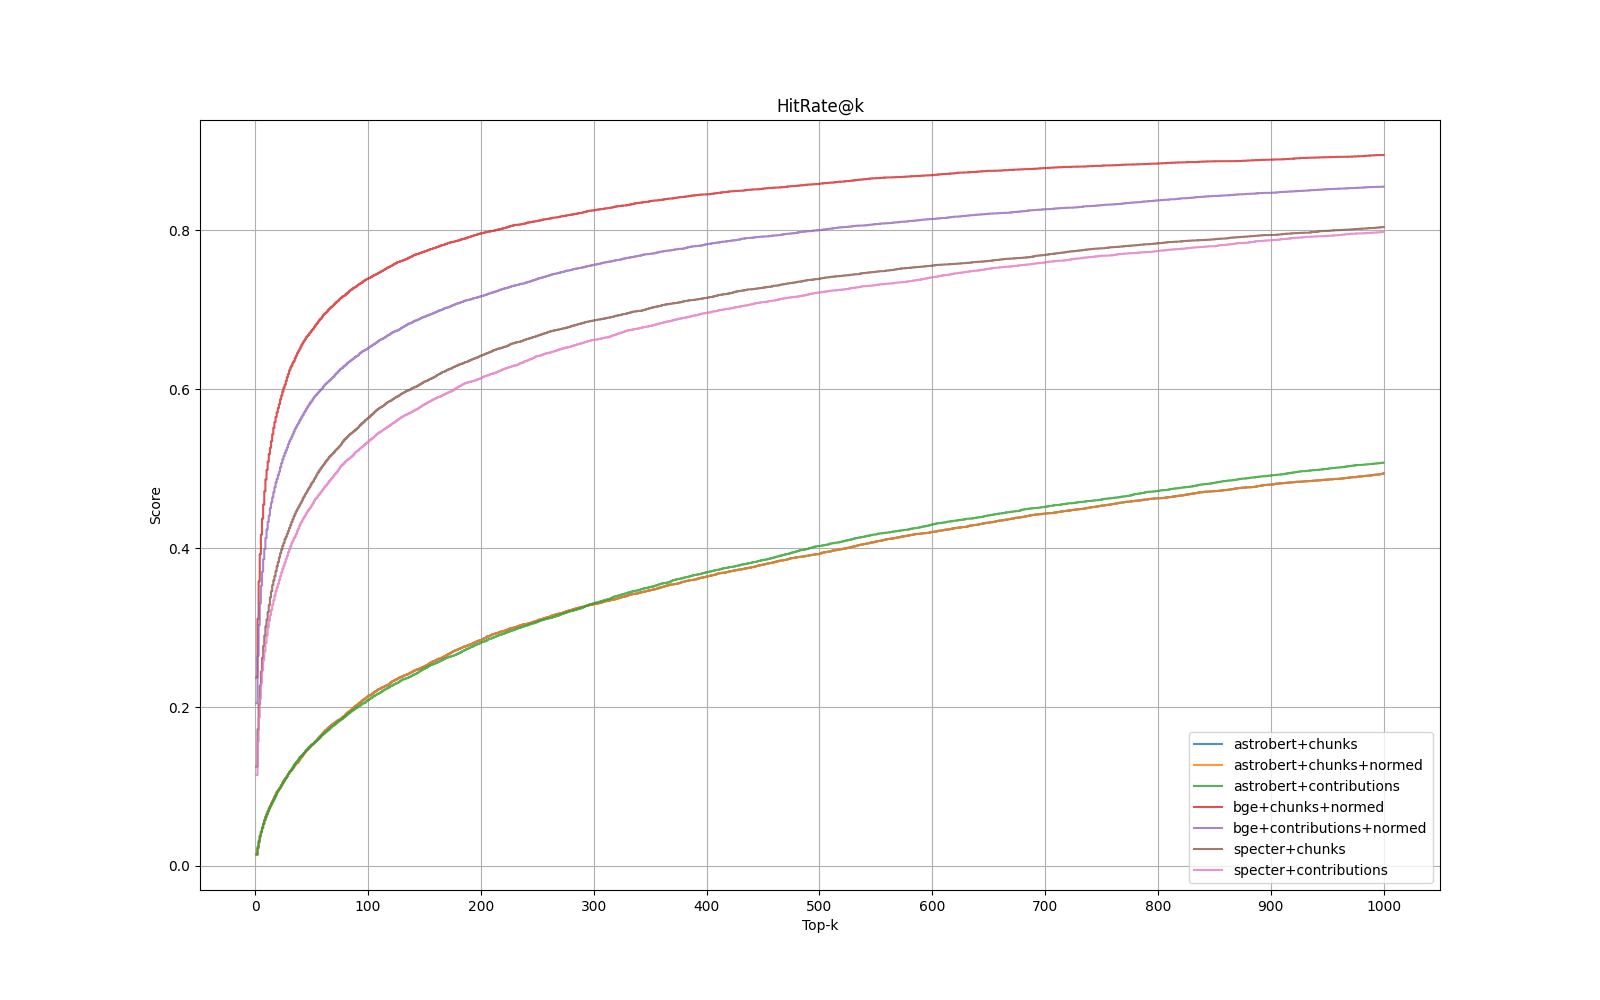 HitRate@k
Score
0.8
0.6
0.4
0.2
0.0
0 100 200 300 400 500 600 700 800 900 1000
Top-k
astrobert+chunks
astrobert+chunks+normed
astrobert+contributions
bge+chunks+normed
bge+contributions+normed
specter+chunks
specter+contributions